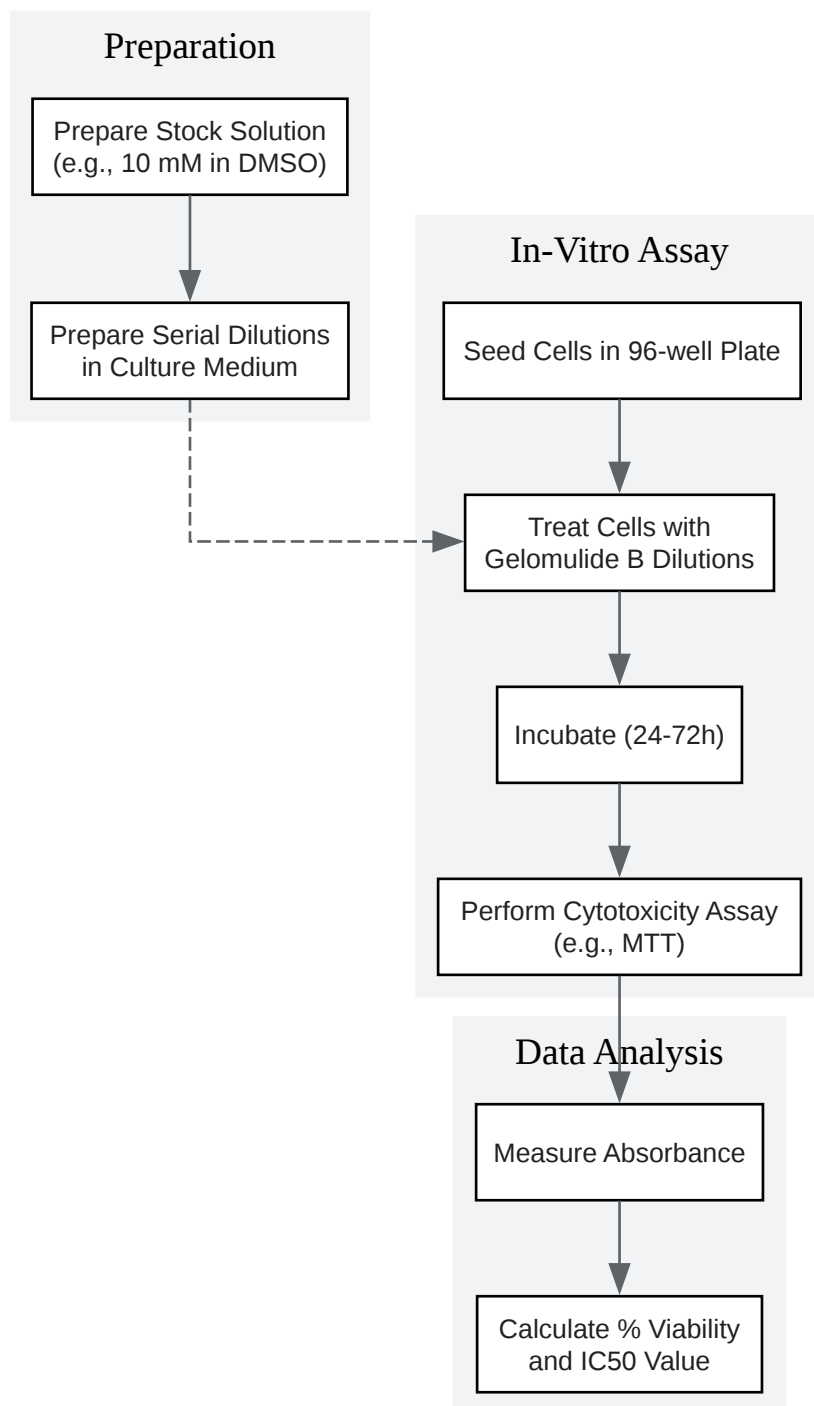 Preparation
Prepare Stock Solution
(e.g., 10 mM in DMSO)
Prepare Serial Dilutions
in Culture Medium
In-Vitro Assay
Seed Cells in 96-well Plate
Treat Cells with
Gelomulide B Dilutions
Incubate (24-72h)
Perform Cytotoxicity Assay
(e.g., MTT)
Data Analysis
Measure Absorbance
Calculate % Viability
and IC50 Value